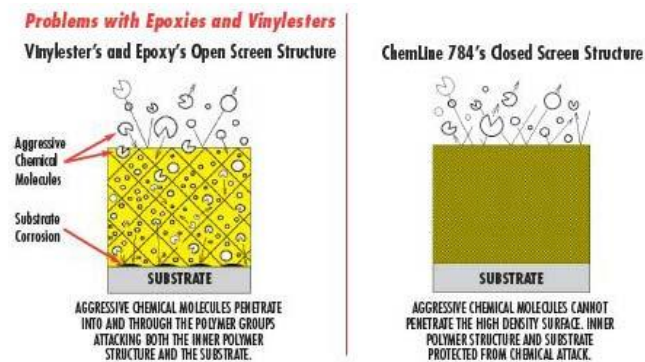 Problems with Epoxies and Vinylesters
Vinylester's and Epoxy's Open Screen Structure
Aggressive
Chemical
Molecules
Substrate
Corrosion
SUBSTRATE
AGGRESSIVE CHEMICAL MOLECULES PENETRATE
INTO AND THROUGH THE POLYMER GROUPS
ATTACKING BOTH THE INNER POLYMER
STRUCTURE AND THE SUBSTRATE.
ChemLine 784's Closed Screen Structure
SUBSTRATE
AGGRESSIVE CHEMICAL MOLECULES CANNOT
PENETRATE THE HIGH DENSITY SURFACE. INNER
POLYMER STRUCTURE AND SUBSTRATE
PROTECTED FROM CHEMICAL ATTACK.